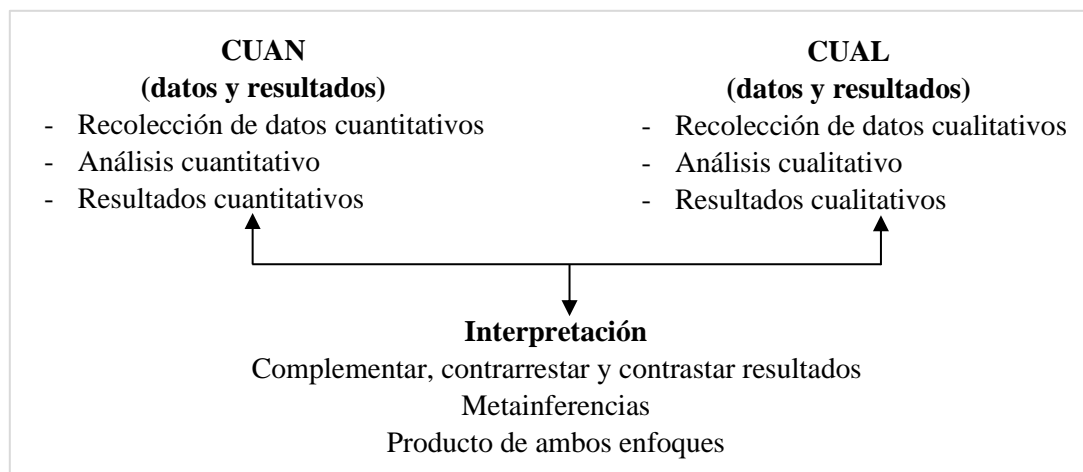 CUAN
(datos y resultados)
- Recolección de datos cuantitativos
- Análisis cuantitativo
- Resultados cuantitativos
CUAL
(datos y resultados)
- Recolección de datos cualitativos
- Análisis cualitativo
- Resultados cualitativos
Interpretación
Complementar, contrarrestar y contrastar resultados
Metainferencias
Producto de ambos enfoques